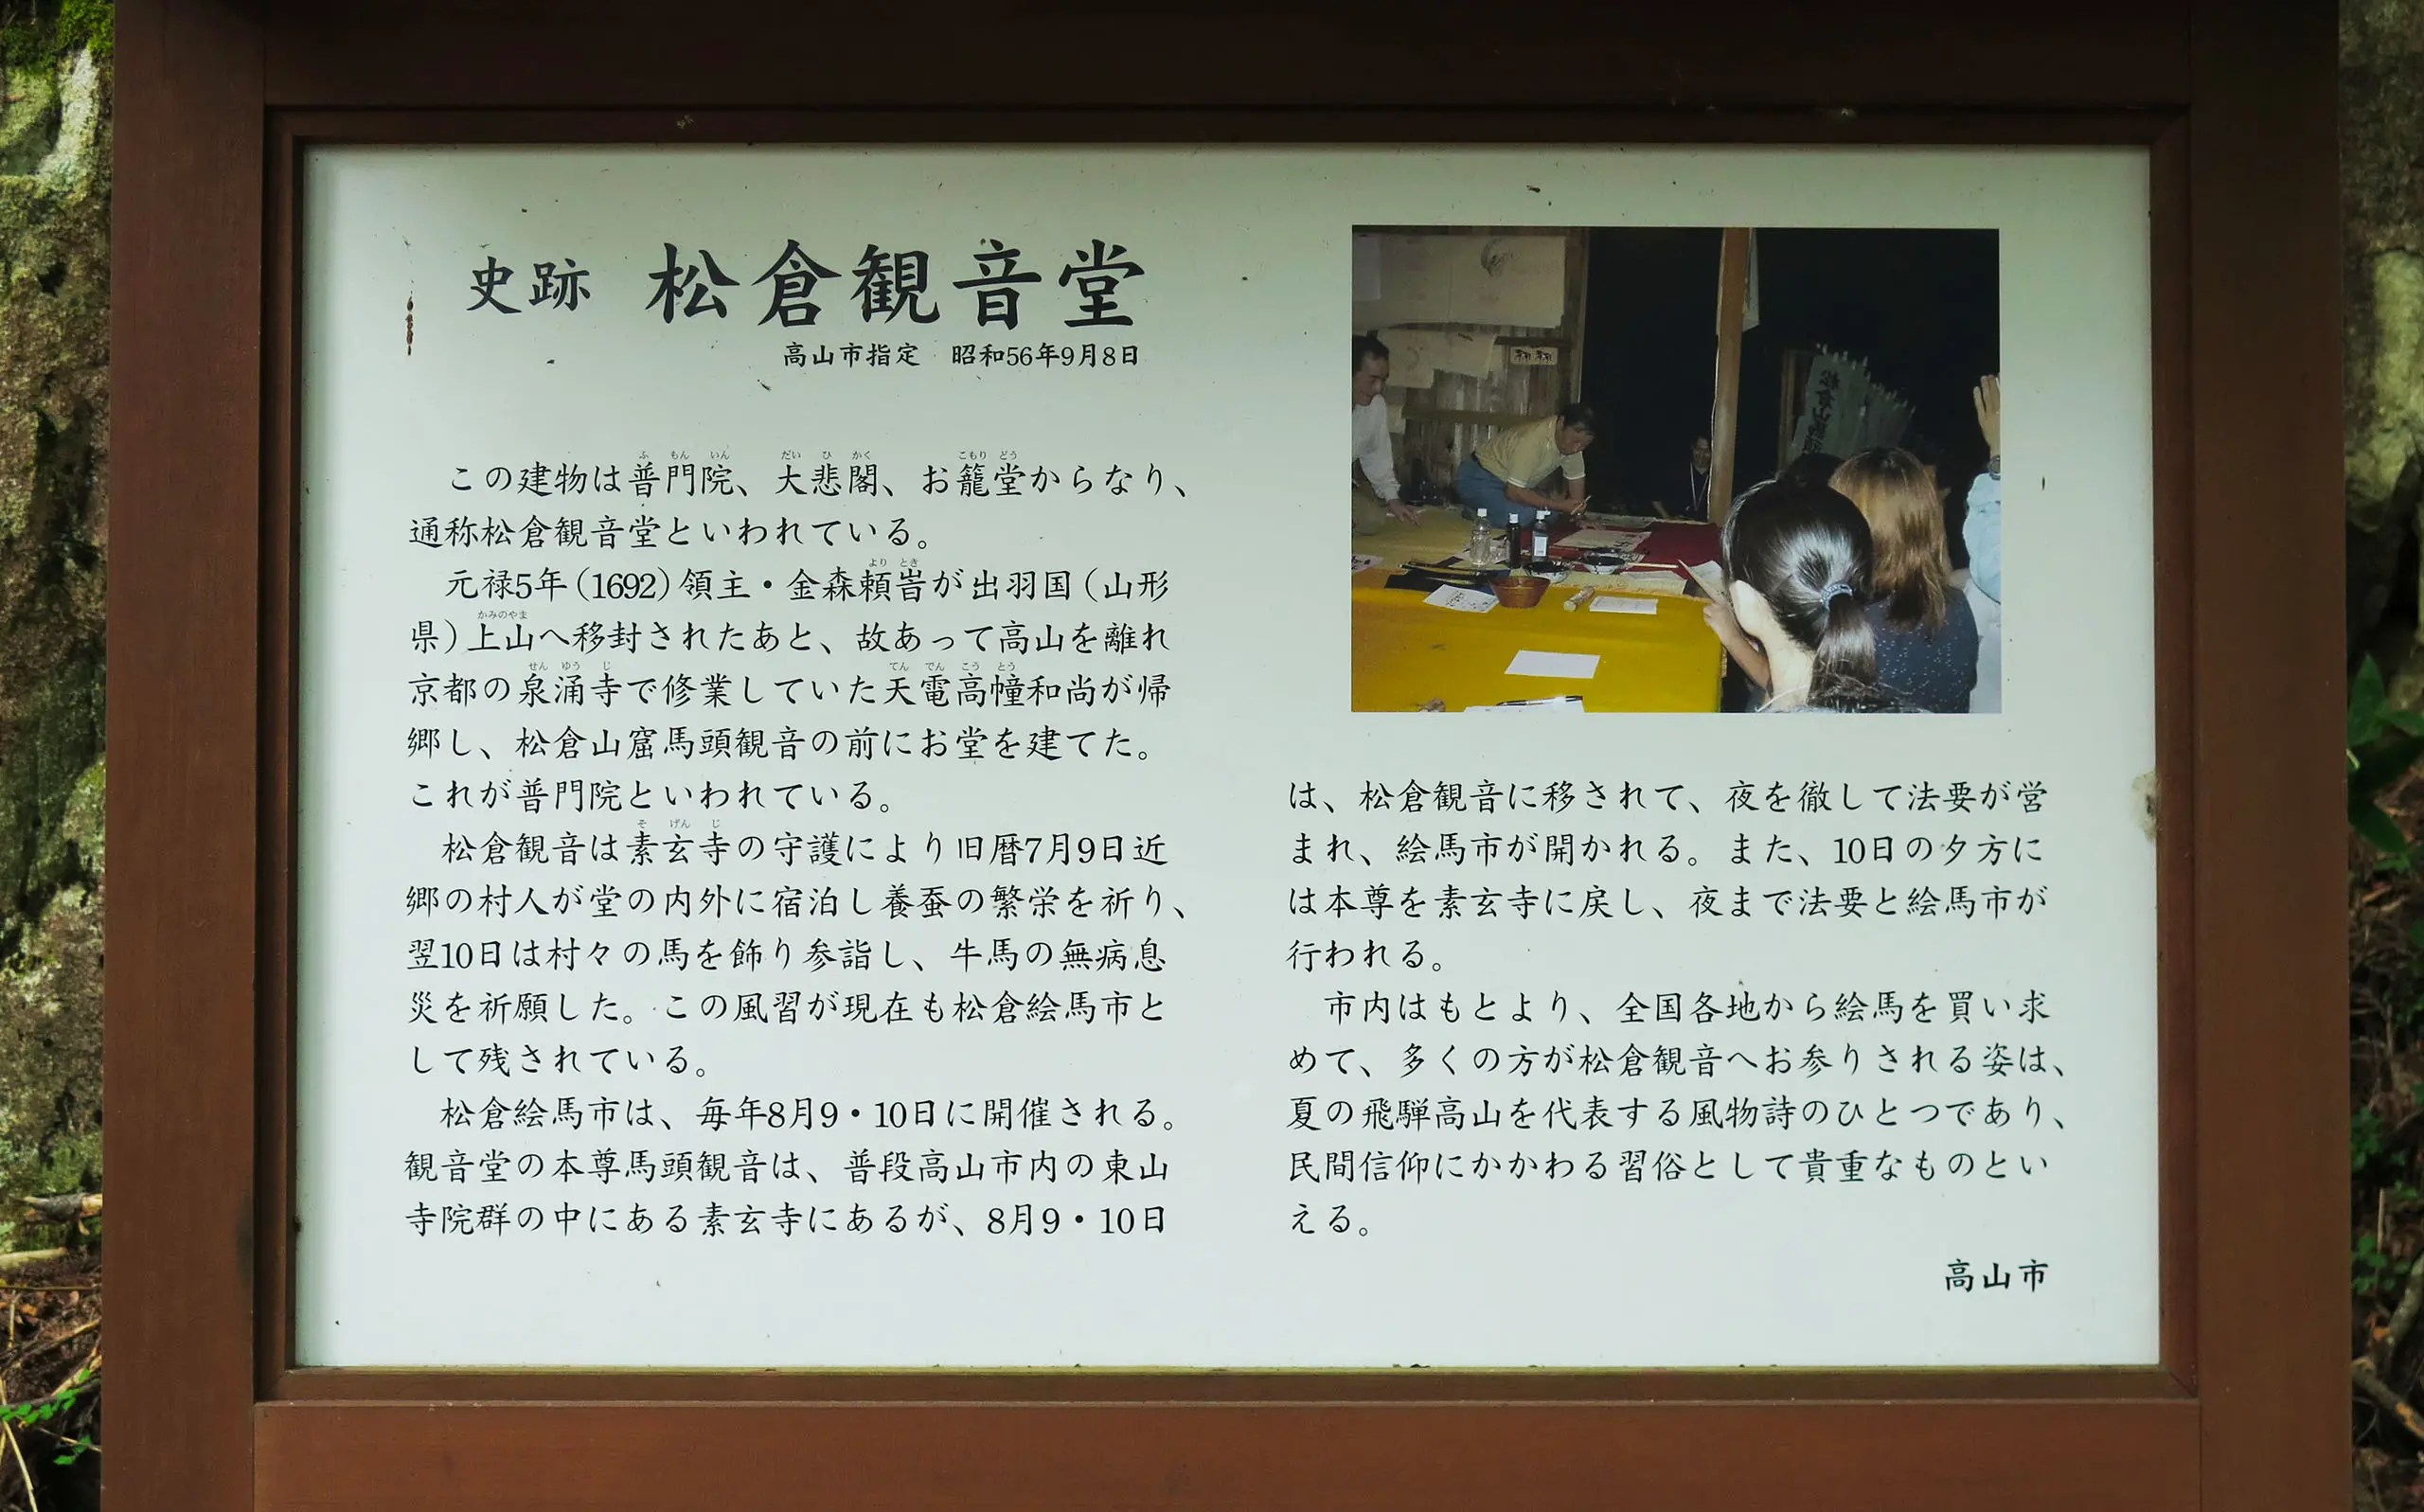 史跡 松倉観音堂
高山市指定 昭和56年9月8日
この建物は普門院、大悲閣、お籠堂からなり、
通称松倉観音堂といわれている。
元禄5年(1692)領主・金森頼旹が出羽国(山形
県)上山へ移封されたあと、故あって高山を離れ
京都の泉涌寺で修業していた天電高幢和尚が帰
郷し、松倉山窟馬頭観音の前にお堂を建てた。
これが普門院といわれている。
松倉観音は素玄寺の守護により旧暦7月9日近
郷の村人が堂の内外に宿泊し養蚕の繁栄を祈り、
翌10日は村々の馬を飾り参詣し、牛馬の無病息
災を祈願した。この風習が現在も松倉絵馬市と
して残されている。
松倉絵馬市は、毎年8月9・10日に開催される。
観音堂の本尊馬頭観音は、普段高山市内の東山
寺院群の中にある素玄寺にあるが、8月9・10日
は、松倉観音に移されて、夜を徹して法要が営
まれ、絵馬市が開かれる。また、10日の夕方に
は本尊を素玄寺に戻し、夜まで法要と絵馬市が
行われる。
市内はもとより、全国各地から絵馬を買い求
めて、多くの方が松倉観音へお参りされる姿は、
夏の飛騨高山を代表する風物詩のひとつであり、
民間信仰にかかわる習俗として貴重なものとい
える。
高山市